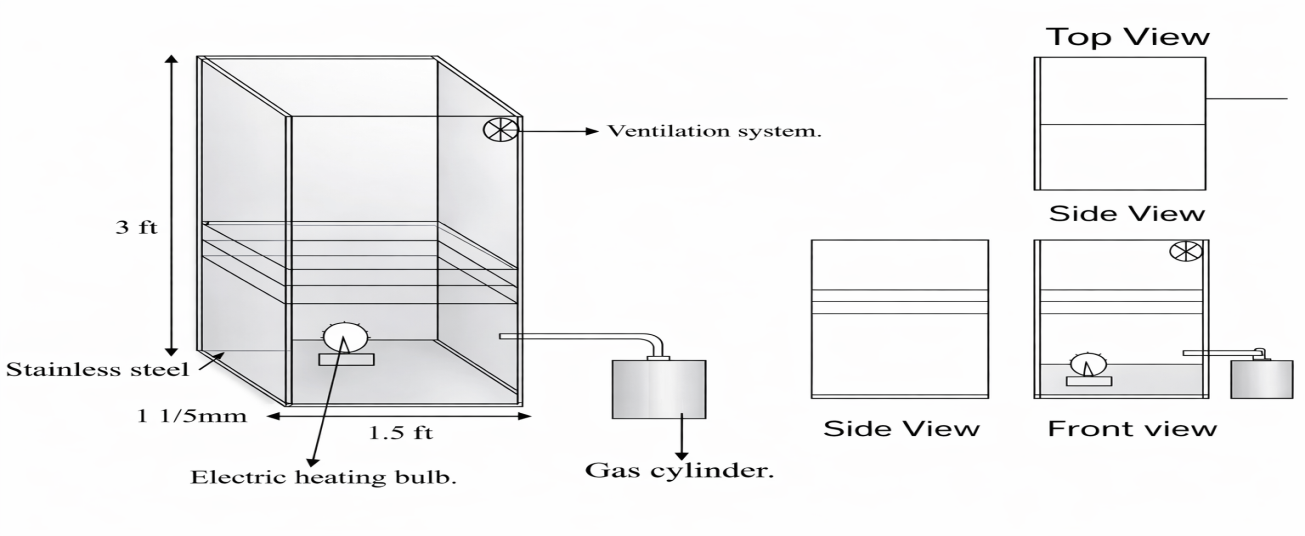 Top View
Ventilation system.
3 ft
Side View
Stainless steel
1 1/5mm
1.5 ft
Side View
Front view
Electric heating bulb.
Gas cylinder.